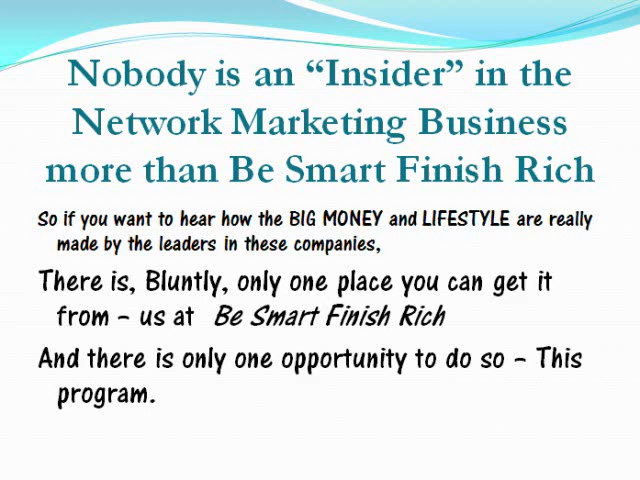 Nobody is an “Insider” in the
Network Marketing Business
more than Be Smart Finish Rich
So if you want to hear how the BIG MONEY and LIFESTYLE are really
made by the leaders in these companies,
There is, Bluntly, only one place you can get it
from – us at Be Smart Finish Rich
And there is only one opportunity to do so – This
program.